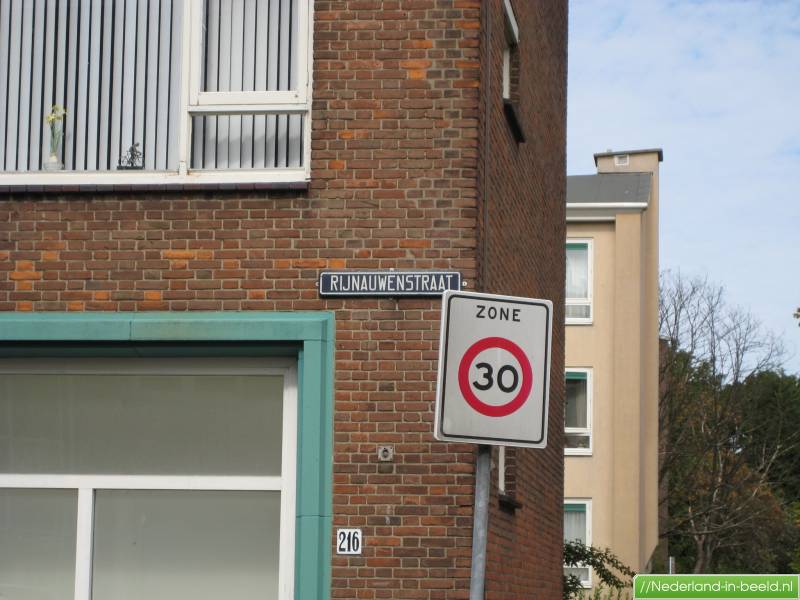 RIJNAUWENSTRAAT
ZONE
30
216
//Nederland-in-beeld.nl